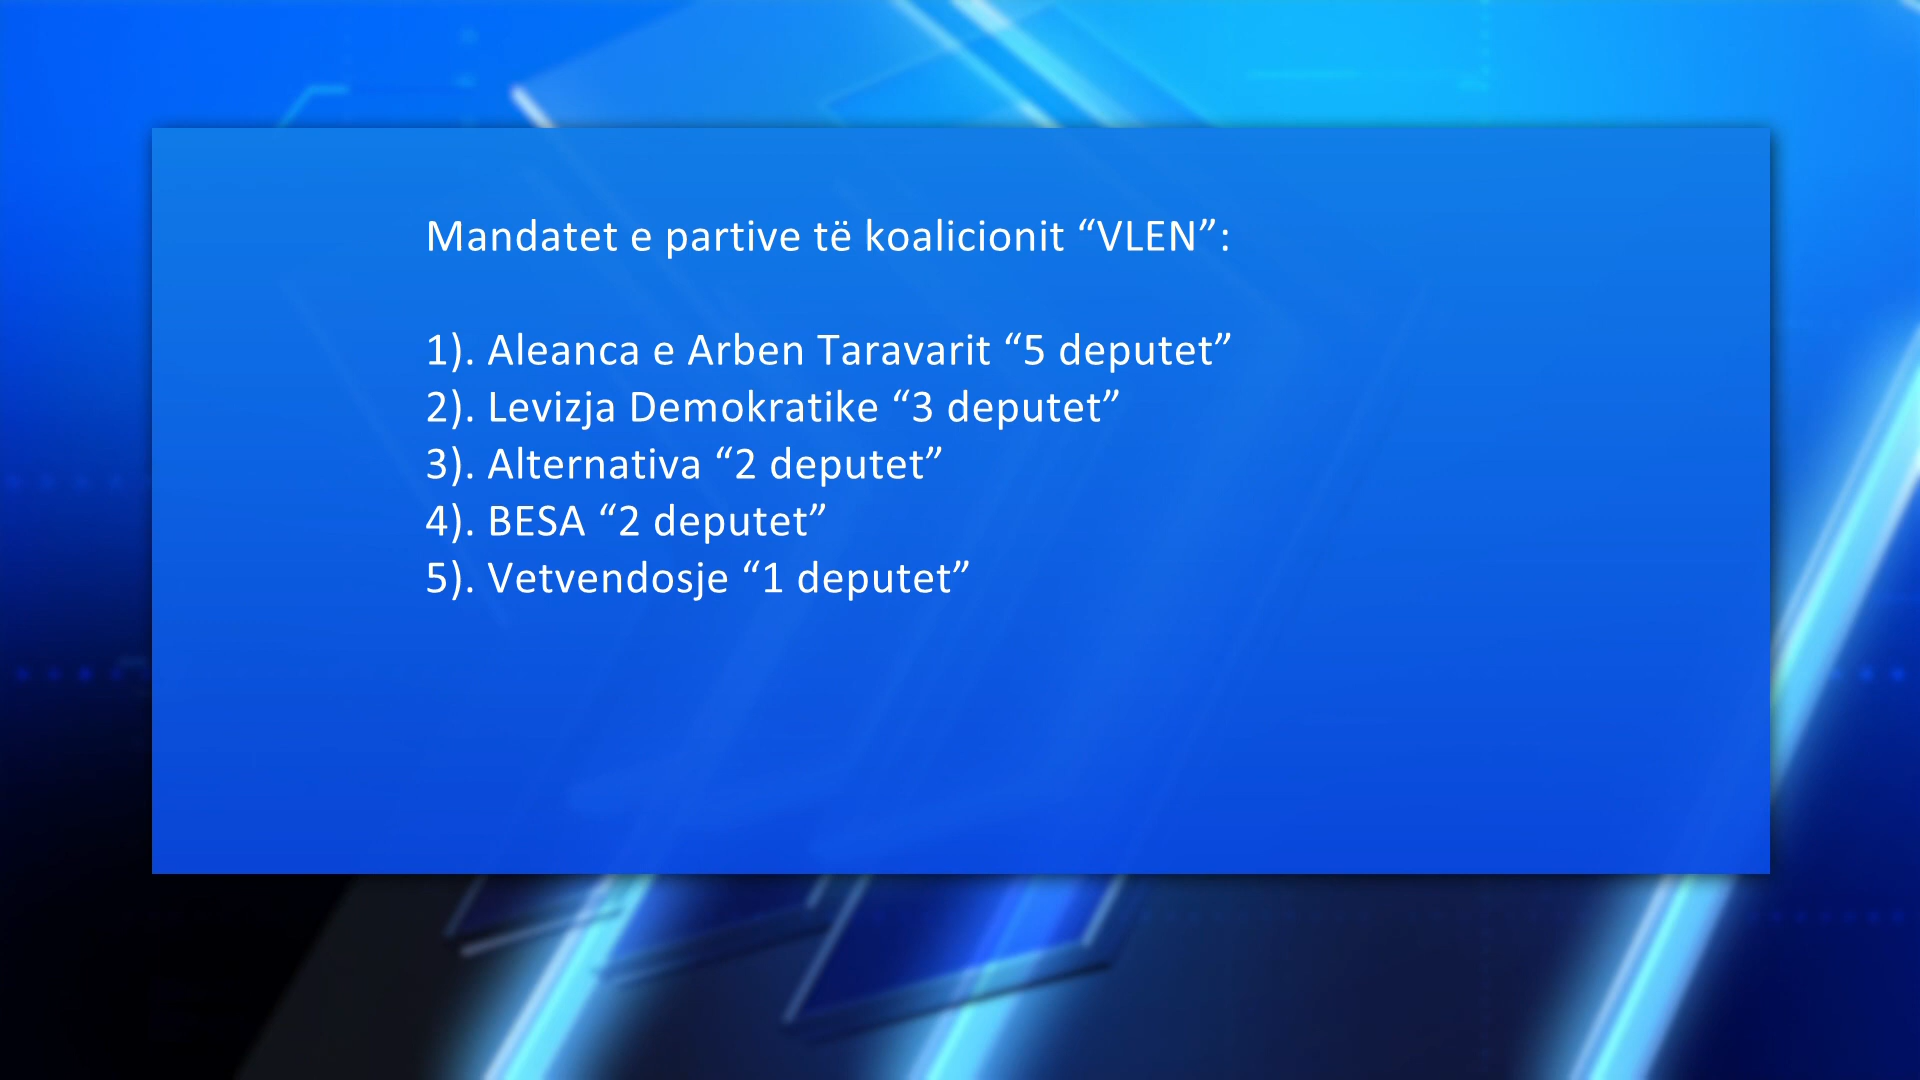 Mandatet e partive të koalicionit “VLEN”:
1). Aleanca e Arben Taravarit “5 deputet”
2). Levizja Demokratike “3 deputet”
3). Alternativa “2 deputet”
4). BESA “2 deputet”
5). Vetvendosje “1 deputet”